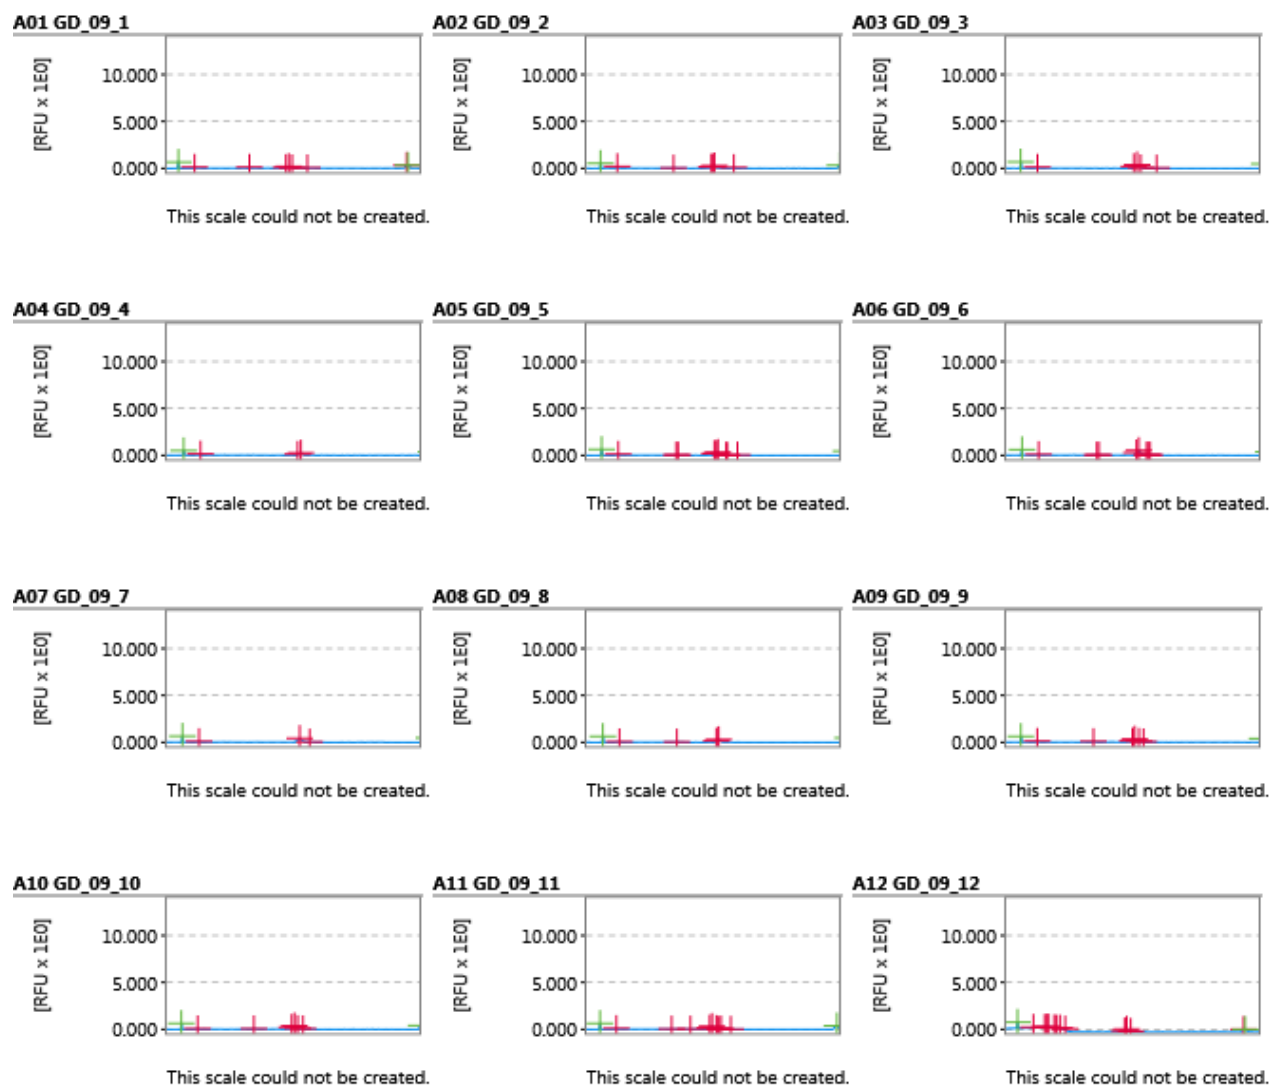 A01 GD_09_1 A02 GD_09_2 A03 GD_09_3
[RFU x 1E0] [RFU x 1E0] [RFU x 1E0]
10.000 10.000 10.000
5.000 5.000 5.000
0.000 0.000 0.000
This scale could not be created. This scale could not be created. This scale could not be created.
A04 GD_09_4 A05 GD_09_5 A06 GD_09_6
[RFU x 1E0] [RFU x 1E0] [RFU x 1E0]
10.000 10.000 10.000
5.000 5.000 5.000
0.000 0.000 0.000
This scale could not be created. This scale could not be created. This scale could not be created.
A07 GD_09_7 A08 GD_09_8 A09 GD_09_9
[RFU x 1E0] [RFU x 1E0] [RFU x 1E0]
10.000 10.000 10.000
5.000 5.000 5.000
0.000 0.000 0.000
This scale could not be created. This scale could not be created. This scale could not be created.
A10 GD_09_10 A11 GD_09_11 A12 GD_09_12
[RFU x 1E0] [RFU x 1E0] [RFU x 1E0]
10.000 10.000 10.000
5.000 5.000 5.000
0.000 0.000 0.000
This scale could not be created. This scale could not be created. This scale could not be created.